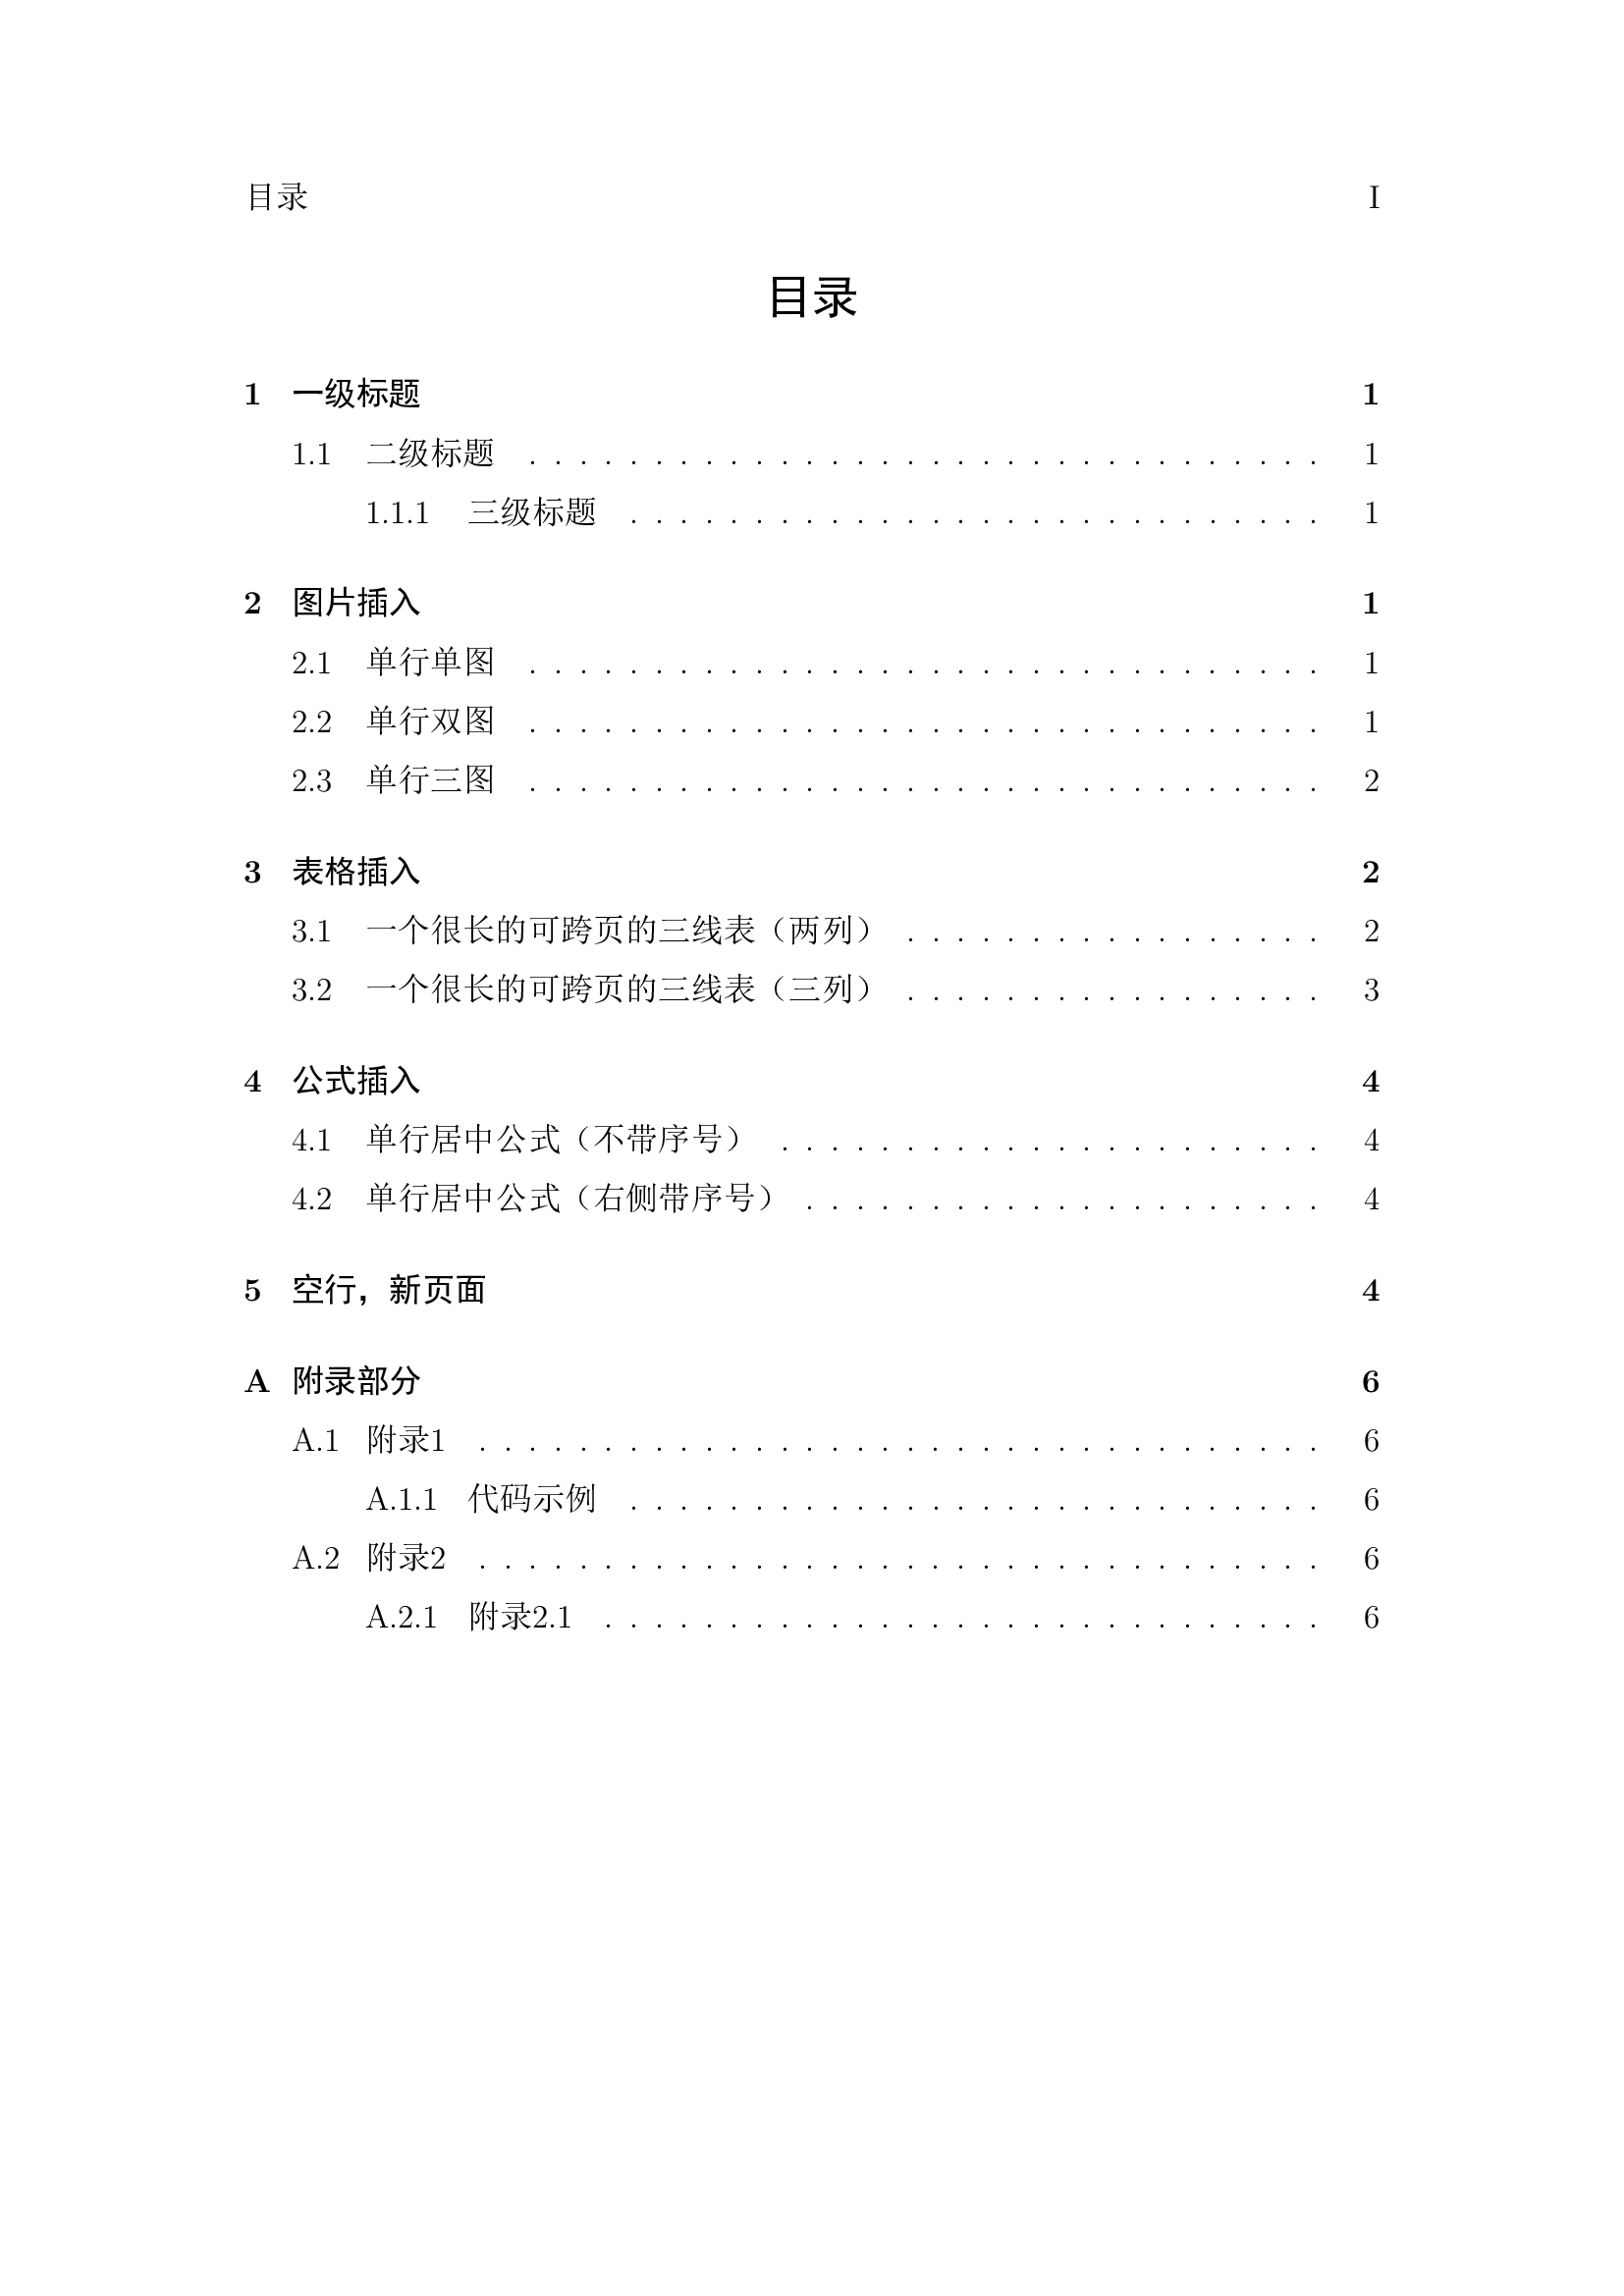 目录 I
目录
1 一级标题 1
1.1 二级标题 . . . . . . . . . . . . . . . . . . . . . . . . . . . . . . . . 1
1.1.1 三级标题 . . . . . . . . . . . . . . . . . . . . . . . . . . . . 1
2 图片插入 1
2.1 单行单图 . . . . . . . . . . . . . . . . . . . . . . . . . . . . . . . . 1
2.2 单行双图 . . . . . . . . . . . . . . . . . . . . . . . . . . . . . . . . 1
2.3 单行三图 . . . . . . . . . . . . . . . . . . . . . . . . . . . . . . . . 2
3 表格插入 2
3.1 一个很长的可跨页的三线表（两列） . . . . . . . . . . . . . . . . . 2
3.2 一个很长的可跨页的三线表（三列） . . . . . . . . . . . . . . . . . 3
4 公式插入 4
4.1 单行居中公式（不带序号） . . . . . . . . . . . . . . . . . . . . . . 4
4.2 单行居中公式（右侧带序号） . . . . . . . . . . . . . . . . . . . . . 4
5 空行，新页面 4
A 附录部分 6
A.1 附录1 . . . . . . . . . . . . . . . . . . . . . . . . . . . . . . . . . . 6
A.1.1 代码示例 . . . . . . . . . . . . . . . . . . . . . . . . . . . . 6
A.2 附录2 . . . . . . . . . . . . . . . . . . . . . . . . . . . . . . . . . . 6
A.2.1 附录2.1 . . . . . . . . . . . . . . . . . . . . . . . . . . . . . 6